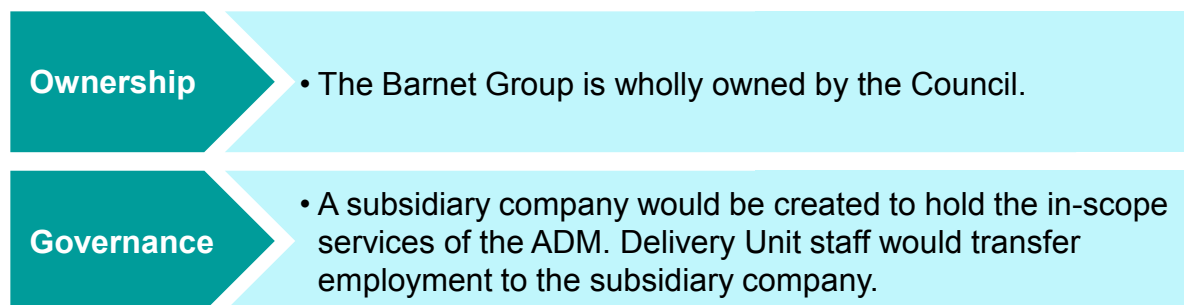 Ownership
• The Barnet Group is wholly owned by the Council.
Governance
• A subsidiary company would be created to hold the in-scope
services of the ADM. Delivery Unit staff would transfer
employment to the subsidiary company.